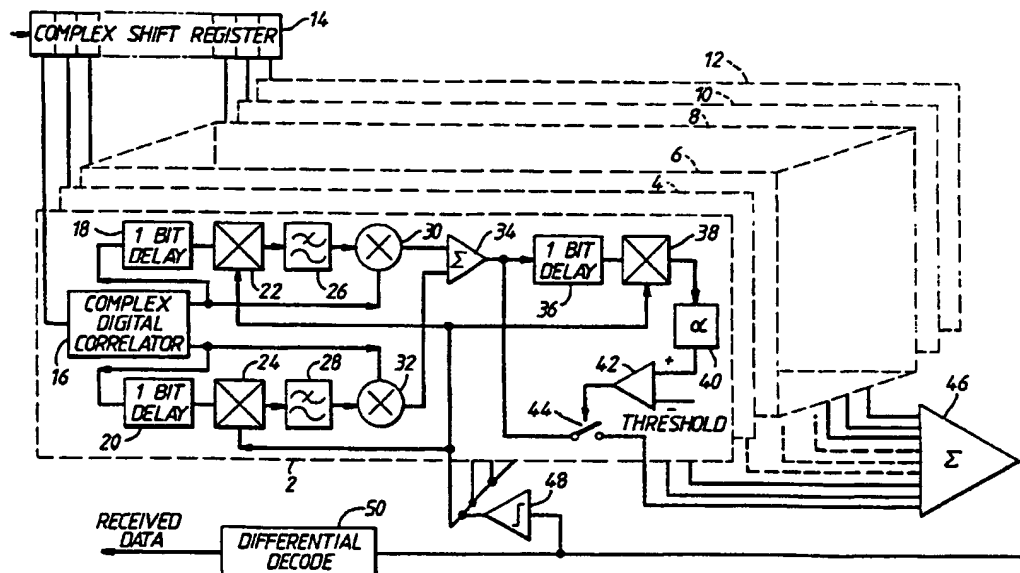 COMPLEX SHIFT REGISTER
14
12
10
8
6
4
18
1 BIT
DELAY
22
26
30
34
Σ
1 BIT
DELAY
36
38
COMPLEX
DIGITAL
CORRELATOR
16
α
40
24
28
32
42
+
-
44
THRESHOLD
1 BIT
DELAY
20
2
46
Σ
48
50
RECEIVED
DATA
DIFFERENTIAL
DECODE